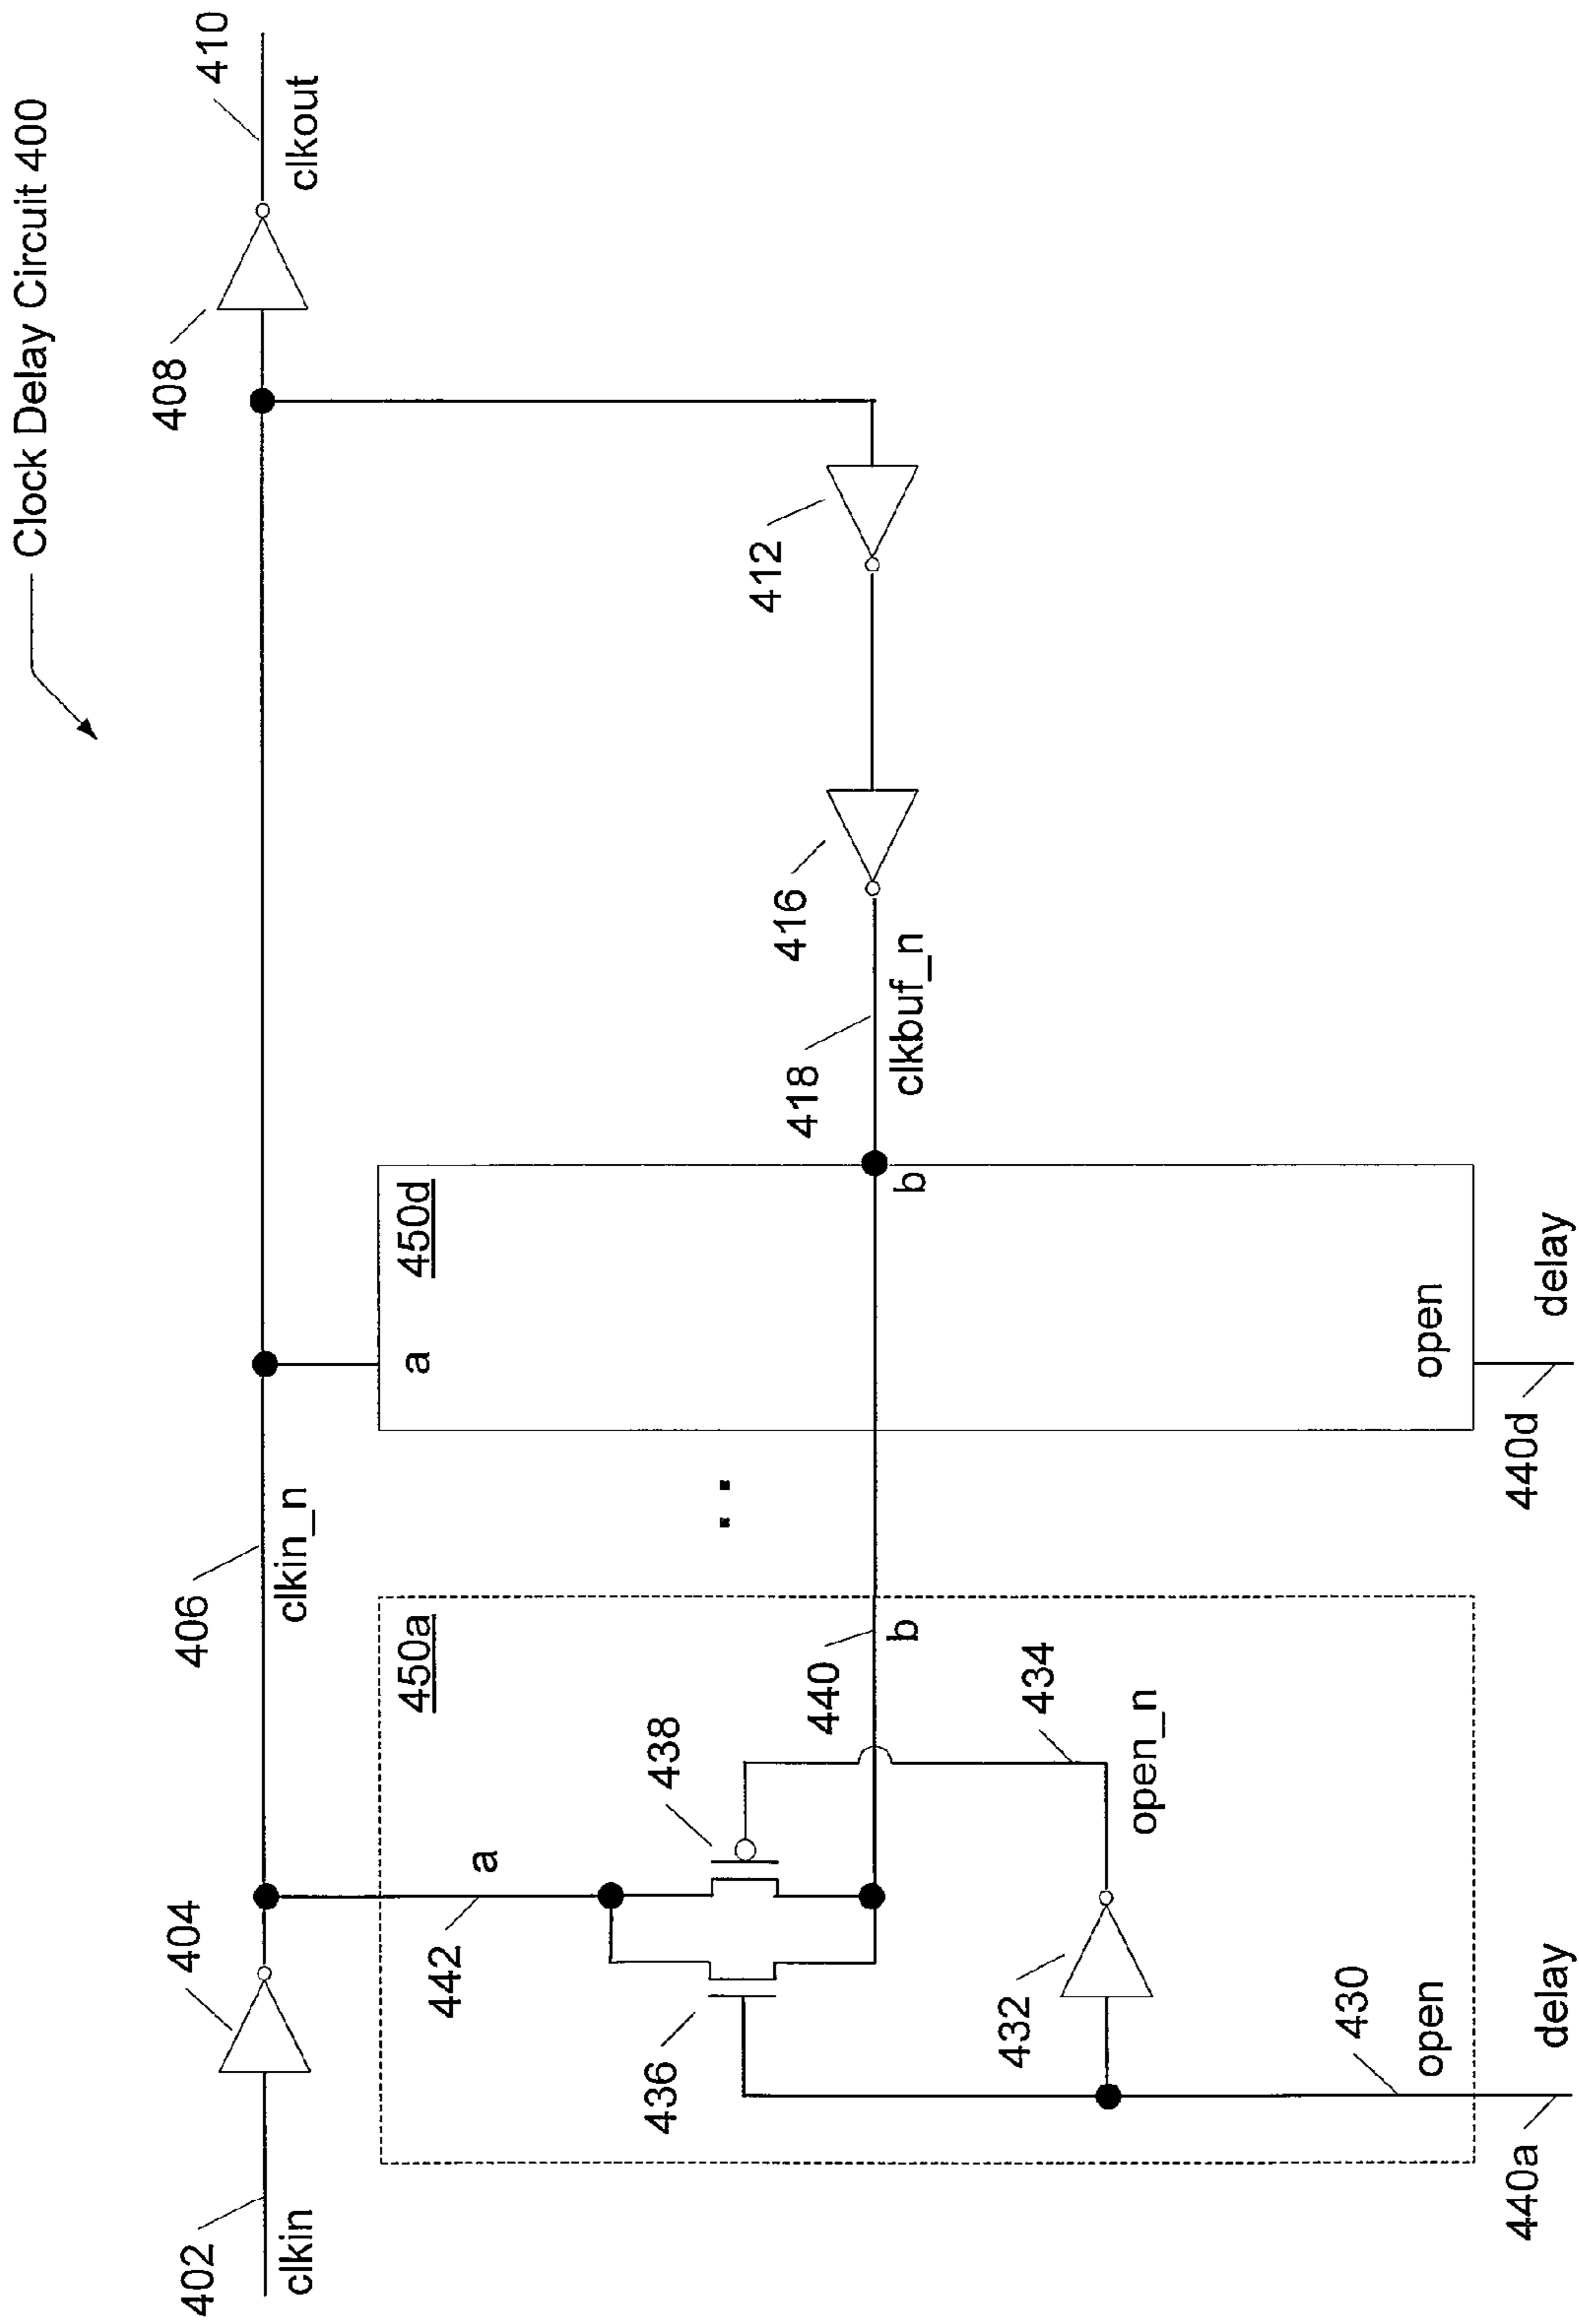 Clock Delay Circuit 400
402
clkin
404
406
clkin_n
408
410
clkout
442
a
450a
436
438
440
b
432
434
open_n
430
open
440a
delay
450d
a
b
open
440d
delay
418
clkbuf_n
416
412